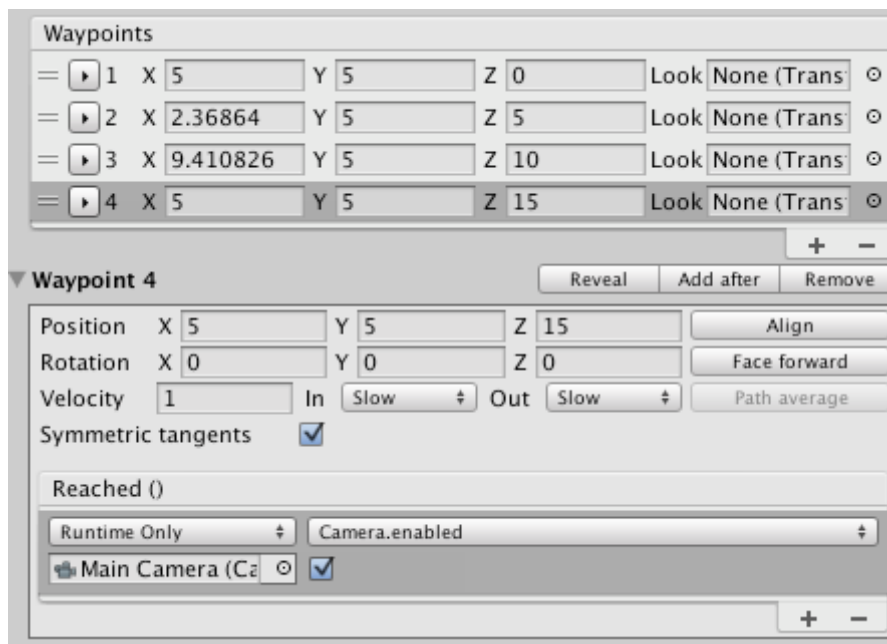 Waypoints
1 X 5 Y 5 Z 0 Look None (Trans
2 X 2.36864 Y 5 Z 5 Look None (Trans
3 X 9.410826 Y 5 Z 10 Look None (Trans
4 X 5 Y 5 Z 15 Look None (Trans
+ −
Waypoint 4 Reveal Add after Remove
Position X 5 Y 5 Z 15 Align
Rotation X 0 Y 0 Z 0 Face forward
Velocity 1 In Slow Out Slow Path average
Symmetric tangents
Reached ()
Runtime Only Camera.enabled
Main Camera (Ca
+ −